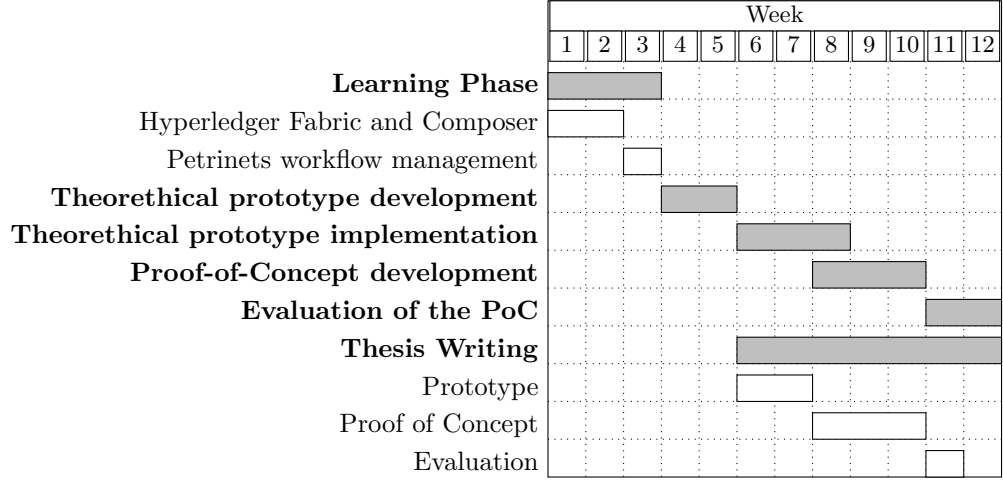 Week
1 2 3 4 5 6 7 8 9 10 11 12
Learning Phase
Hyperledger Fabric and Composer
Petrinets workflow management
Theorethical prototype development
Theorethical prototype implementation
Proof-of-Concept development
Evaluation of the PoC
Thesis Writing
Prototype
Proof of Concept
Evaluation